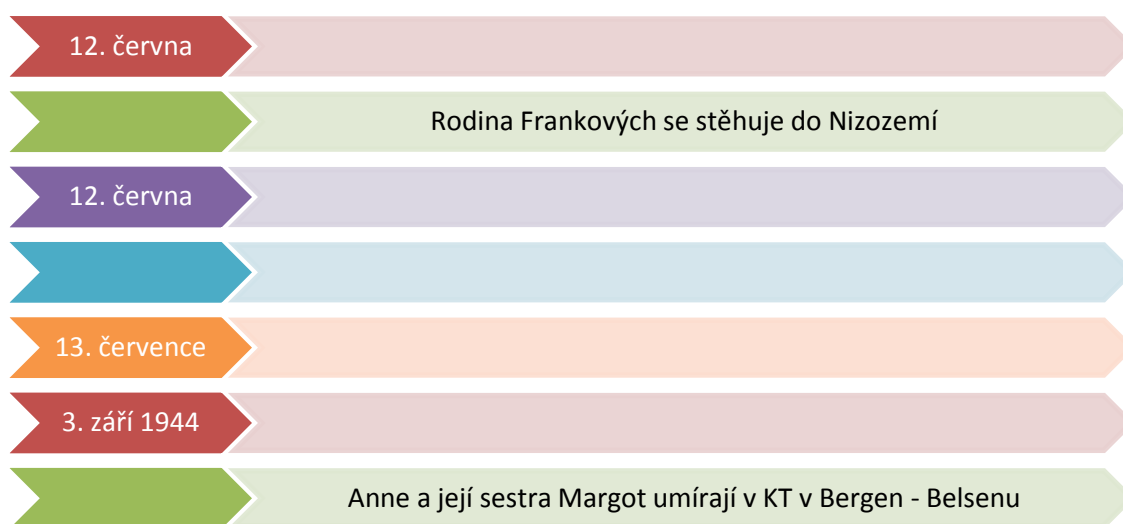 12. června
Rodina Frankových se stěhuje do Nizozemí
12. června
13. července
3. září 1944
Anne a její sestra Margot umírají v KT v Bergen - Belsenu